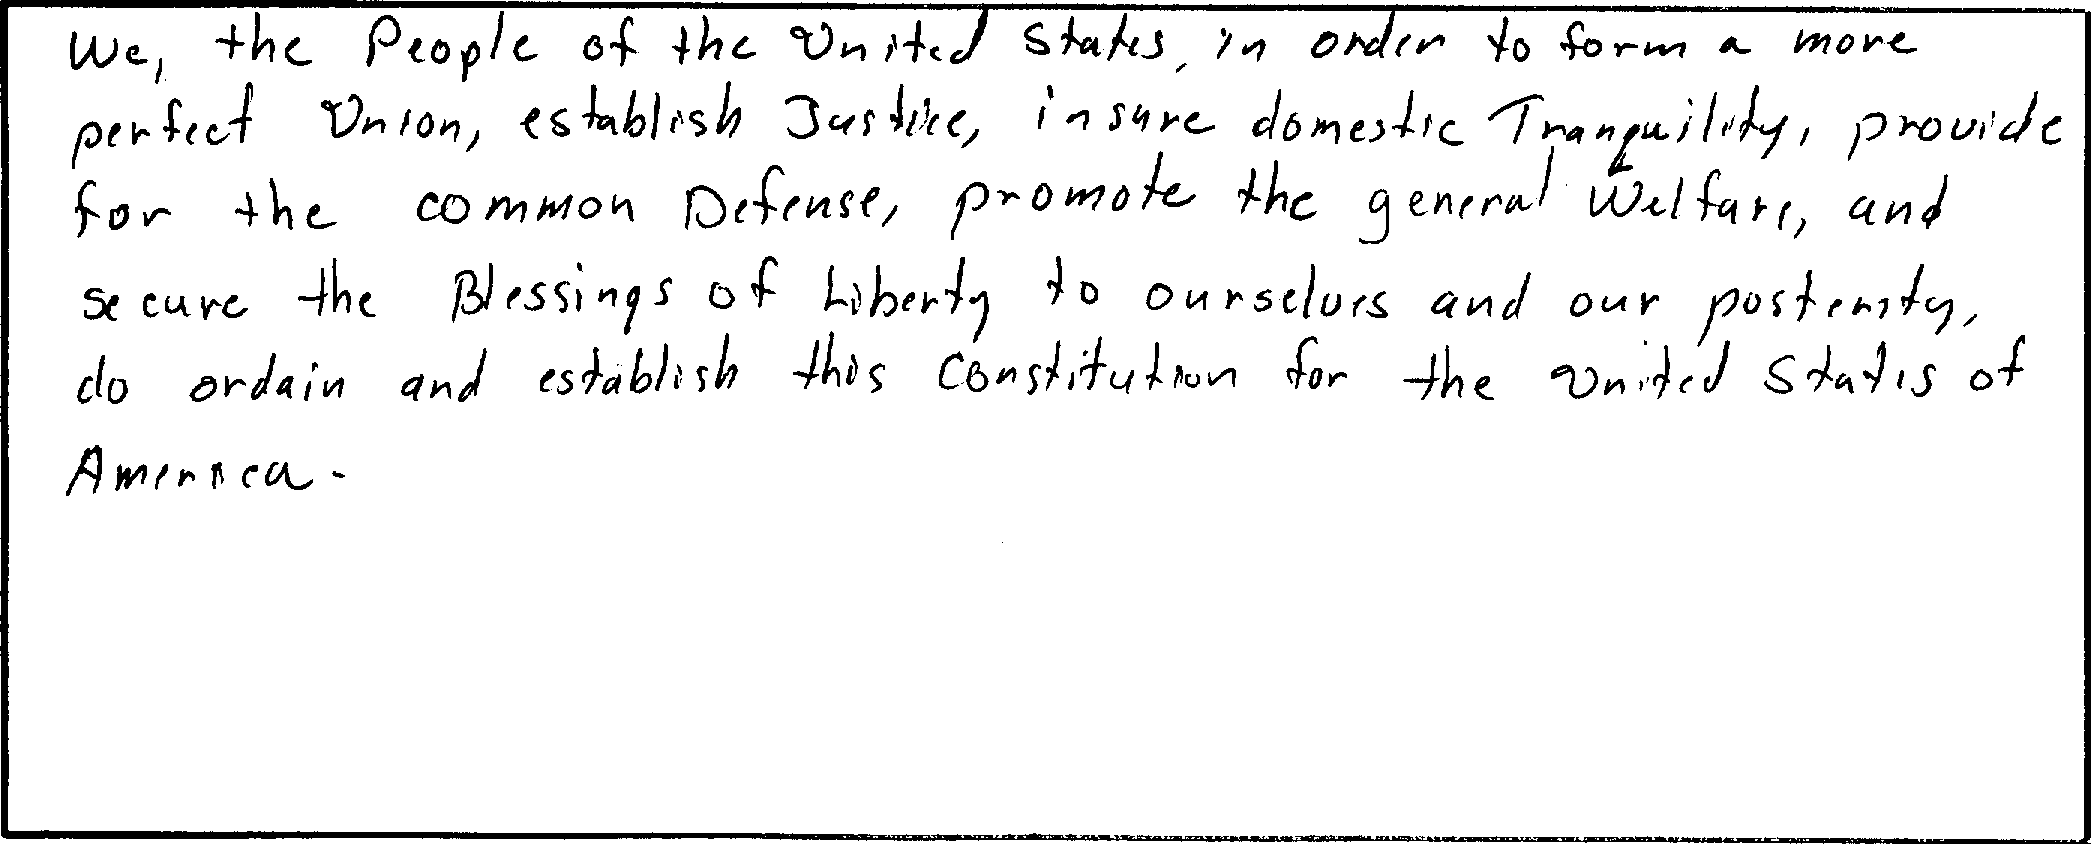 We, the People of the United States, in order to form a more
perfect Union, establish Justice, insure domestic Tranquility, provide
for the common Defense, promote the general Welfare, and
secure the Blessings of Liberty to ourselves and our posterity,
do ordain and establish this Constitution for the United States of
America.